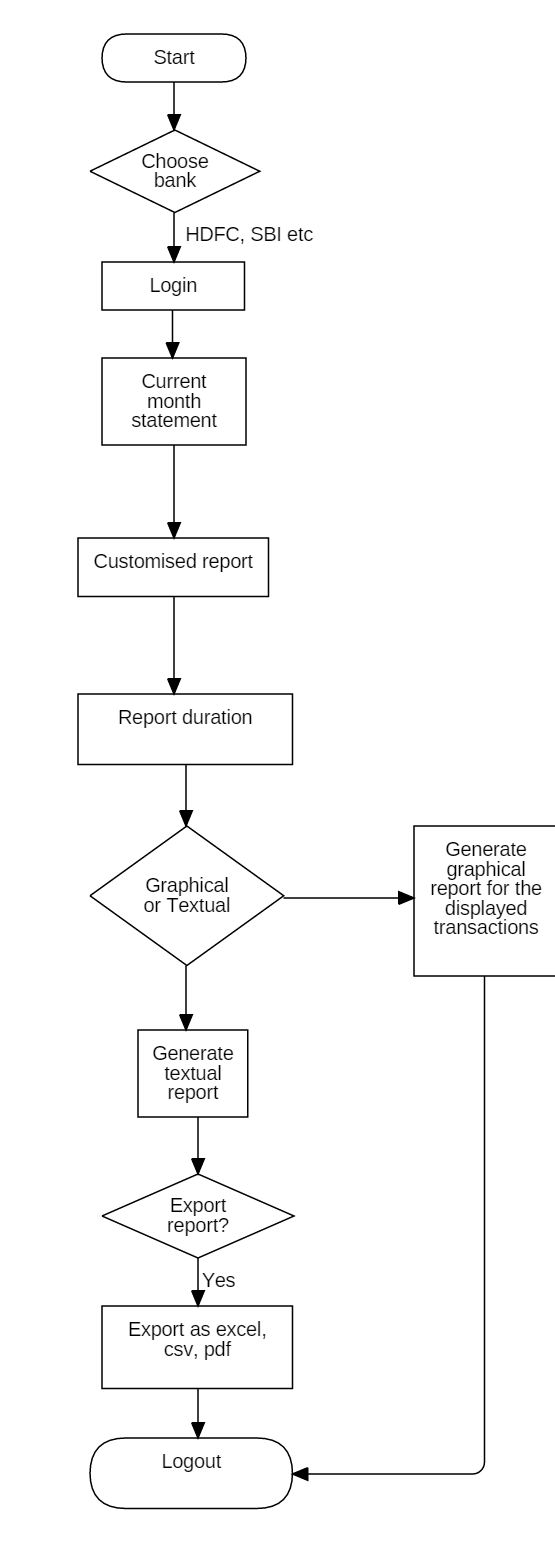 Start
Choose
bank
HDFC, SBI etc
Login
Current
month
statement
Customised report
Report duration
Graphical
or Textual
Generate
graphical
report for the
displayed
transactions
Generate
textual
report
Export
report?
Yes
Export as excel,
csv, pdf
Logout